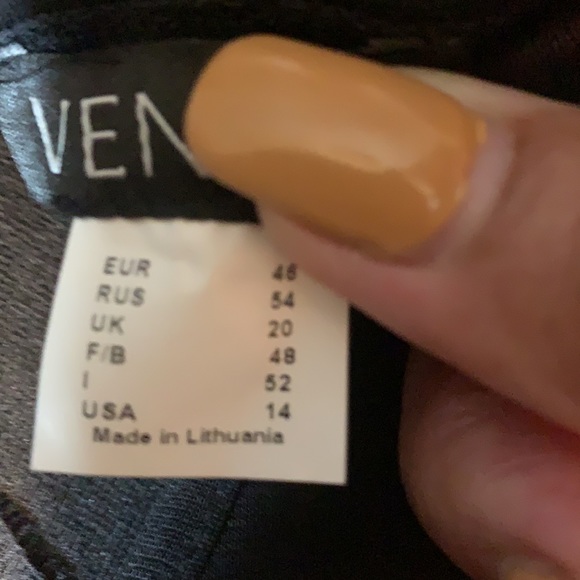 VEN
EUR 46
RUS 54
UK 20
F/B 48
I 52
USA 14
Made in Lithuania